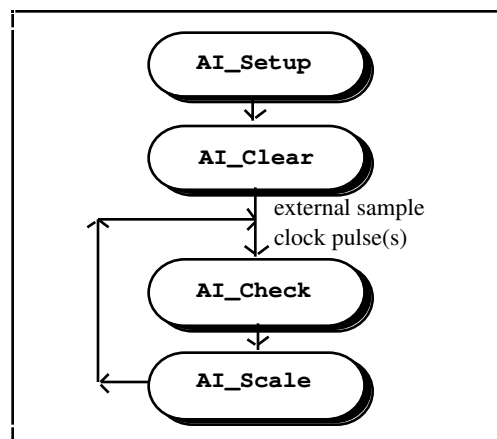 AI_Setup
AI_Clear
external sample
clock pulse(s)
AI_Check
AI_Scale